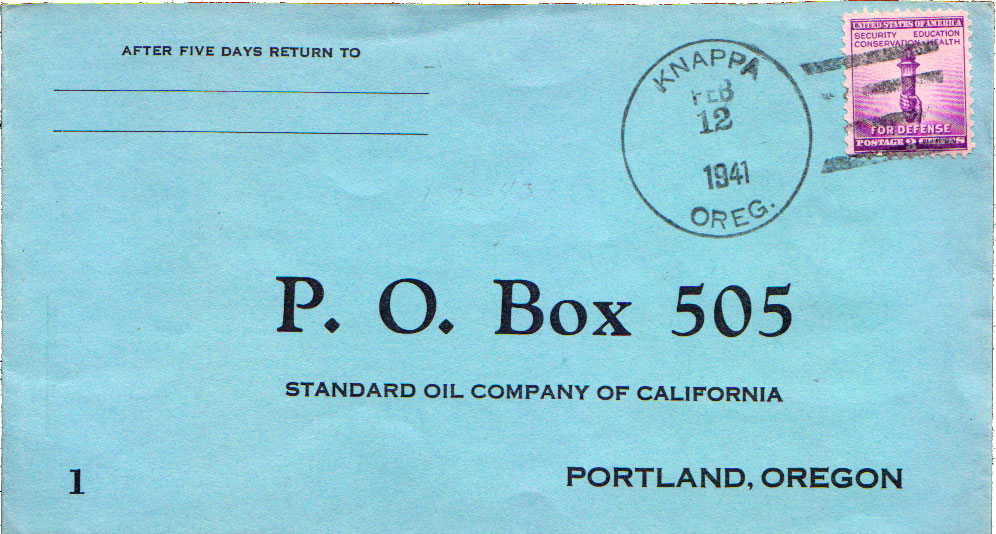 AFTER FIVE DAYS RETURN TO
KNAPPA
FEB
12
1941
OREG.
UNITED STATES OF AMERICA
SECURITY EDUCATION
CONSERVATION HEALTH
FOR DEFENSE
POSTAGE 3 CENTS
P. O. Box 505
STANDARD OIL COMPANY OF CALIFORNIA
1
PORTLAND, OREGON